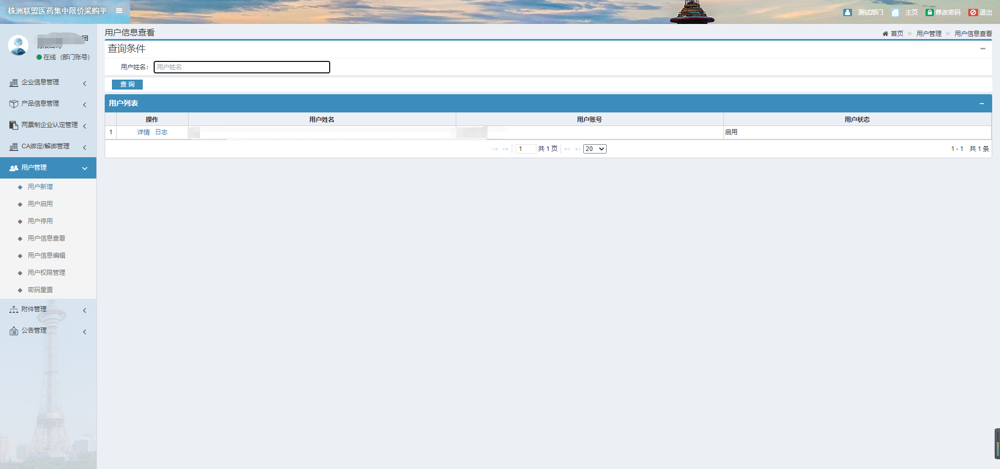 株洲联盟医药集中限价采购平
测试部门 主页 修改密码 退出
团
在线 (部门账号)
企业信息管理
产品信息管理
两票制企业认定管理
CA绑定/解绑管理
用户管理
用户新增
用户启用
用户停用
用户信息查看
用户信息编辑
用户权限管理
密码重置
附件管理
公告管理
用户信息查看
首页 > 用户管理 > 用户信息查看
查询条件
用户姓名: 用户姓名
查 询
用户列表
操作 用户姓名 用户账号 用户状态
1 详情 日志 启用
1 共 1 页 20
1 - 1 共 1 条